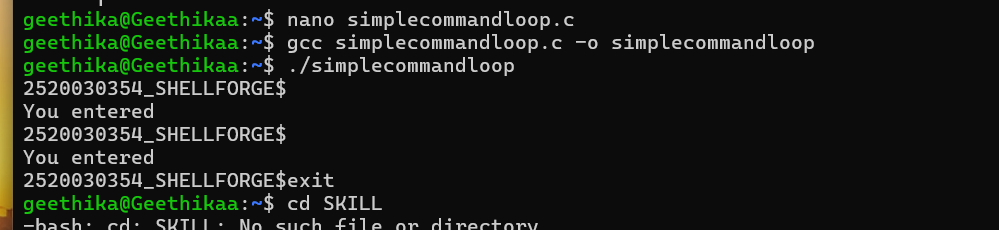 geethika@Geethikaa:~$ nano simplecommandloop.c
geethika@Geethikaa:~$ gcc simplecommandloop.c -o simplecommandloop
geethika@Geethikaa:~$ ./simplecommandloop
2520030354_SHELLFORGE$
You entered
2520030354_SHELLFORGE$
You entered
2520030354_SHELLFORGE$exit
geethika@Geethikaa:~$ cd SKILL
-bash: cd: SKILL: No such file or directory